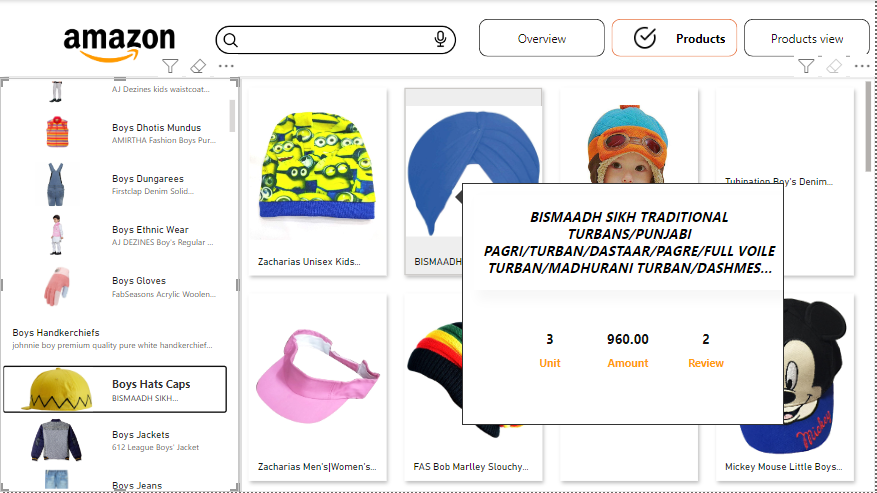 amazon
Overview
Products
Products view
AJ Dezines kids waistcoat...
Boys Dhotis Mundus
AMIRTHA Fashion Boys Pur...
Boys Dungarees
Firstclap Denim Solid...
Boys Ethnic Wear
AJ DEZINES Boy's Regular ...
Boys Gloves
FabSeasons Acrylic Woolen...
Boys Handkerchiefs
johnnie boy premium quality pure white handkerchief...
Boys Hats Caps
BISMAADH SIKH...
Boys Jackets
612 League Boys' Jacket
Boys Jeans
Zacharias Unisex Kids...
BISMAADH
Tuhination Boy's Denim...
BISMAADH SIKH TRADITIONAL
TURBANS/PUNJABI
PAGRI/TURBAN/DASTAAR/PAGRE/FULL VOILE
TURBAN/MADHURANI TURBAN/DASHMES...
3 960.00 2
Unit Amount Review
Zacharias Men's|Women's...
FAS Bob Marlley Slouchy...
Mickey
Mickey Mouse Little Boys...